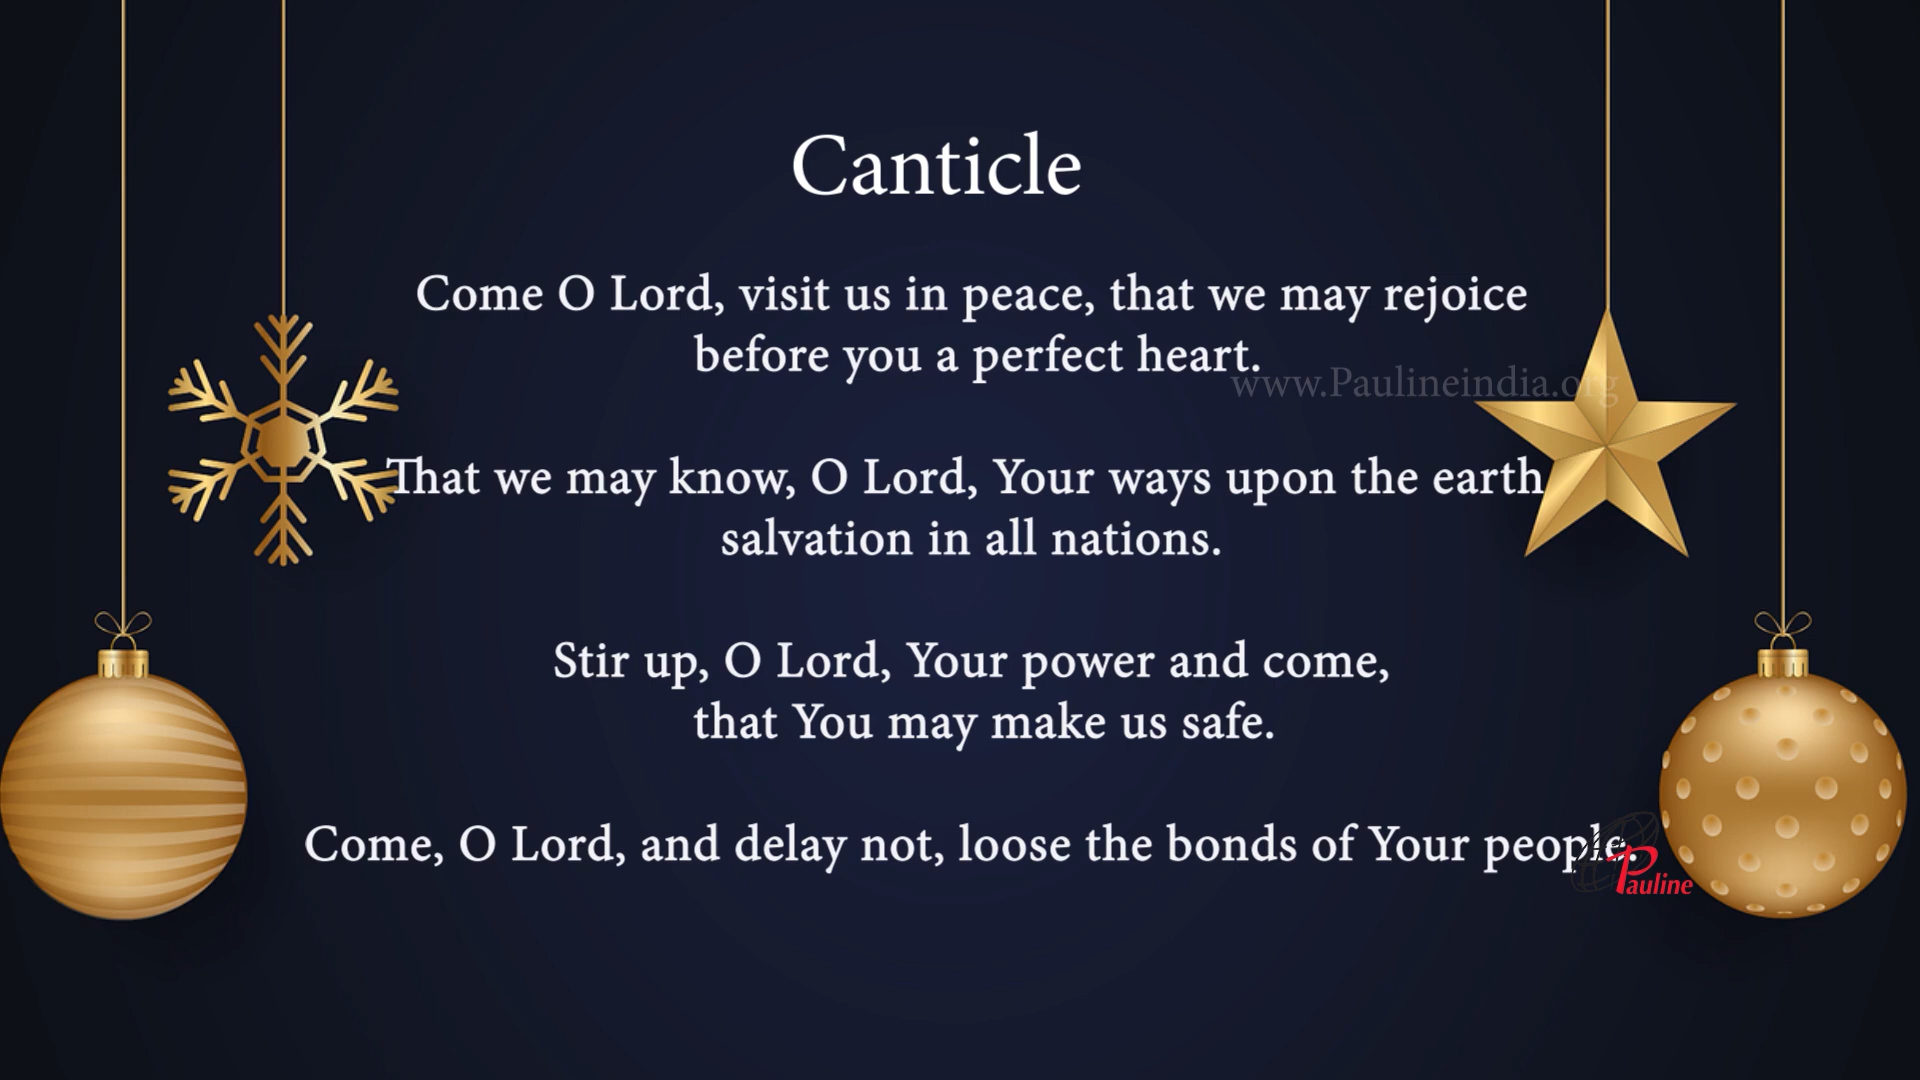 Canticle
Come O Lord, visit us in peace, that we may rejoice
before you a perfect heart.
www.Paulineindia.org
That we may know, O Lord, Your ways upon the earth
salvation in all nations.
Stir up, O Lord, Your power and come,
that You may make us safe.
Come, O Lord, and delay not, loose the bonds of Your people.
Pauline